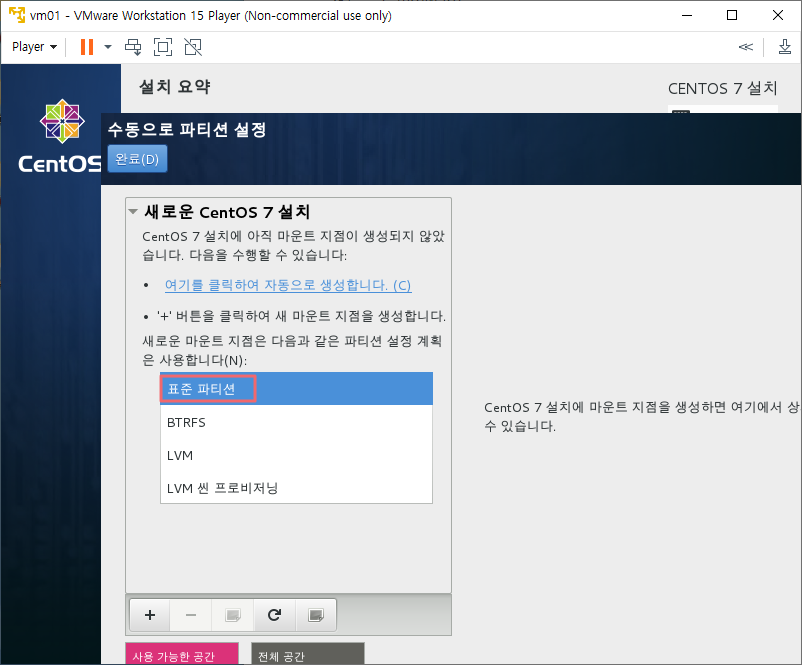 vm01 - VMware Workstation 15 Player (Non-commercial use only)
Player
설치 요약
CENTOS 7 설치
CentOS
수동으로 파티션 설정
완료(D)
새로운 CentOS 7 설치
CentOS 7 설치에 아직 마운트 지점이 생성되지 않았
습니다. 다음을 수행할 수 있습니다:
• 여기를 클릭하여 자동으로 생성합니다. (C)
• '+' 버튼을 클릭하여 새 마운트 지점을 생성합니다.
새로운 마운트 지점은 다음과 같은 파티션 설정 계획
은 사용합니다(N):
표준 파티션
BTRFS
LVM
LVM 씬 프로비저닝
CentOS 7 설치에 마운트 지점을 생성하면 여기에서 상
수 있습니다.
사용 가능한 공간
전체 공간